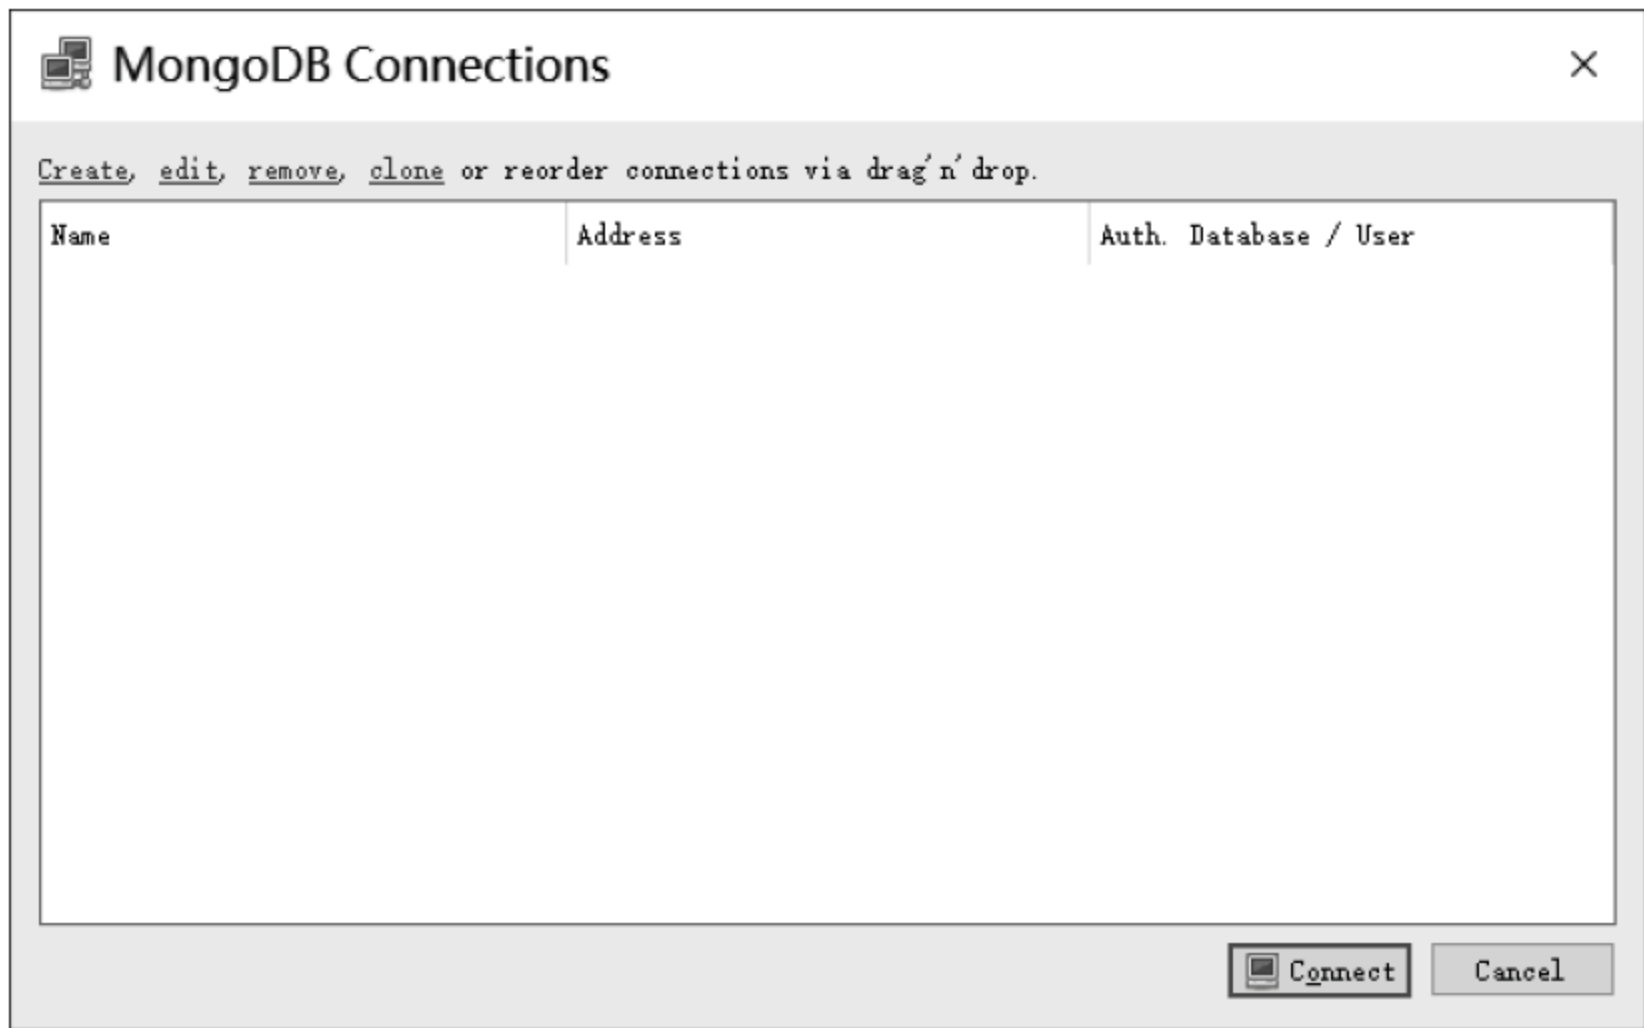 MongoDB Connections
Create, edit, remove, clone or reorder connections via drag'n'drop.
Name Address Auth. Database / User
Connect Cancel